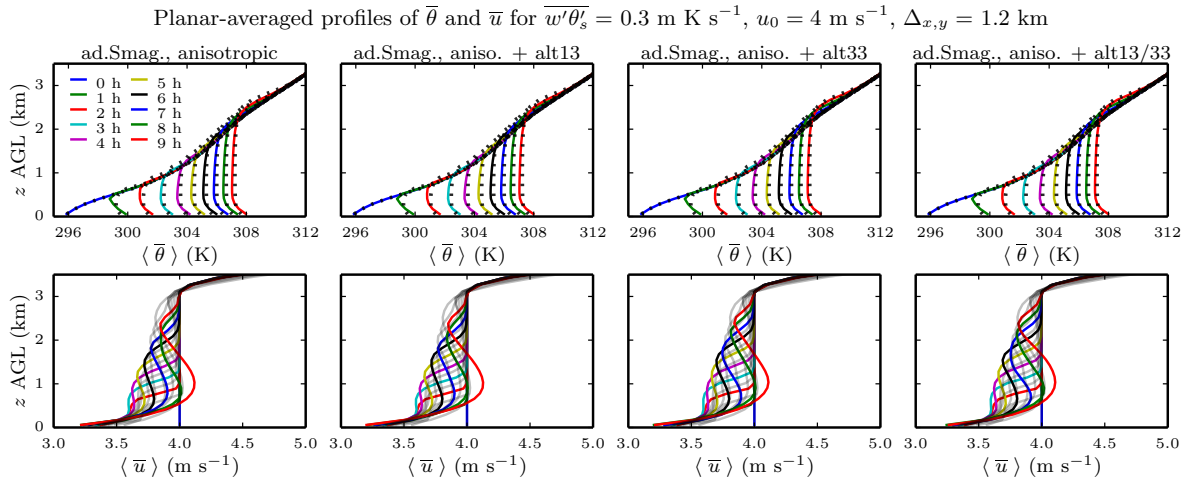 Planar-averaged profiles of θ̅ and u̅ for w′θ′ₛ = 0.3 m K s⁻¹, u₀ = 4 m s⁻¹, Δₓ,ᵧ = 1.2 km
ad.Smag., anisotropic
ad.Smag., aniso. + alt13
ad.Smag., aniso. + alt33
ad.Smag., aniso. + alt13/33
z AGL (km)
3
2
1
0
0 h
1 h
2 h
3 h
4 h
5 h
6 h
7 h
8 h
9 h
296 300 304 308 312
296 300 304 308 312
296 300 304 308 312
296 300 304 308 312
⟨ θ̅ ⟩ (K)
⟨ θ̅ ⟩ (K)
⟨ θ̅ ⟩ (K)
⟨ θ̅ ⟩ (K)
z AGL (km)
3
2
1
0
3.0 3.5 4.0 4.5 5.0
3.0 3.5 4.0 4.5 5.0
3.0 3.5 4.0 4.5 5.0
3.0 3.5 4.0 4.5 5.0
⟨ u̅ ⟩ (m s⁻¹)
⟨ u̅ ⟩ (m s⁻¹)
⟨ u̅ ⟩ (m s⁻¹)
⟨ u̅ ⟩ (m s⁻¹)